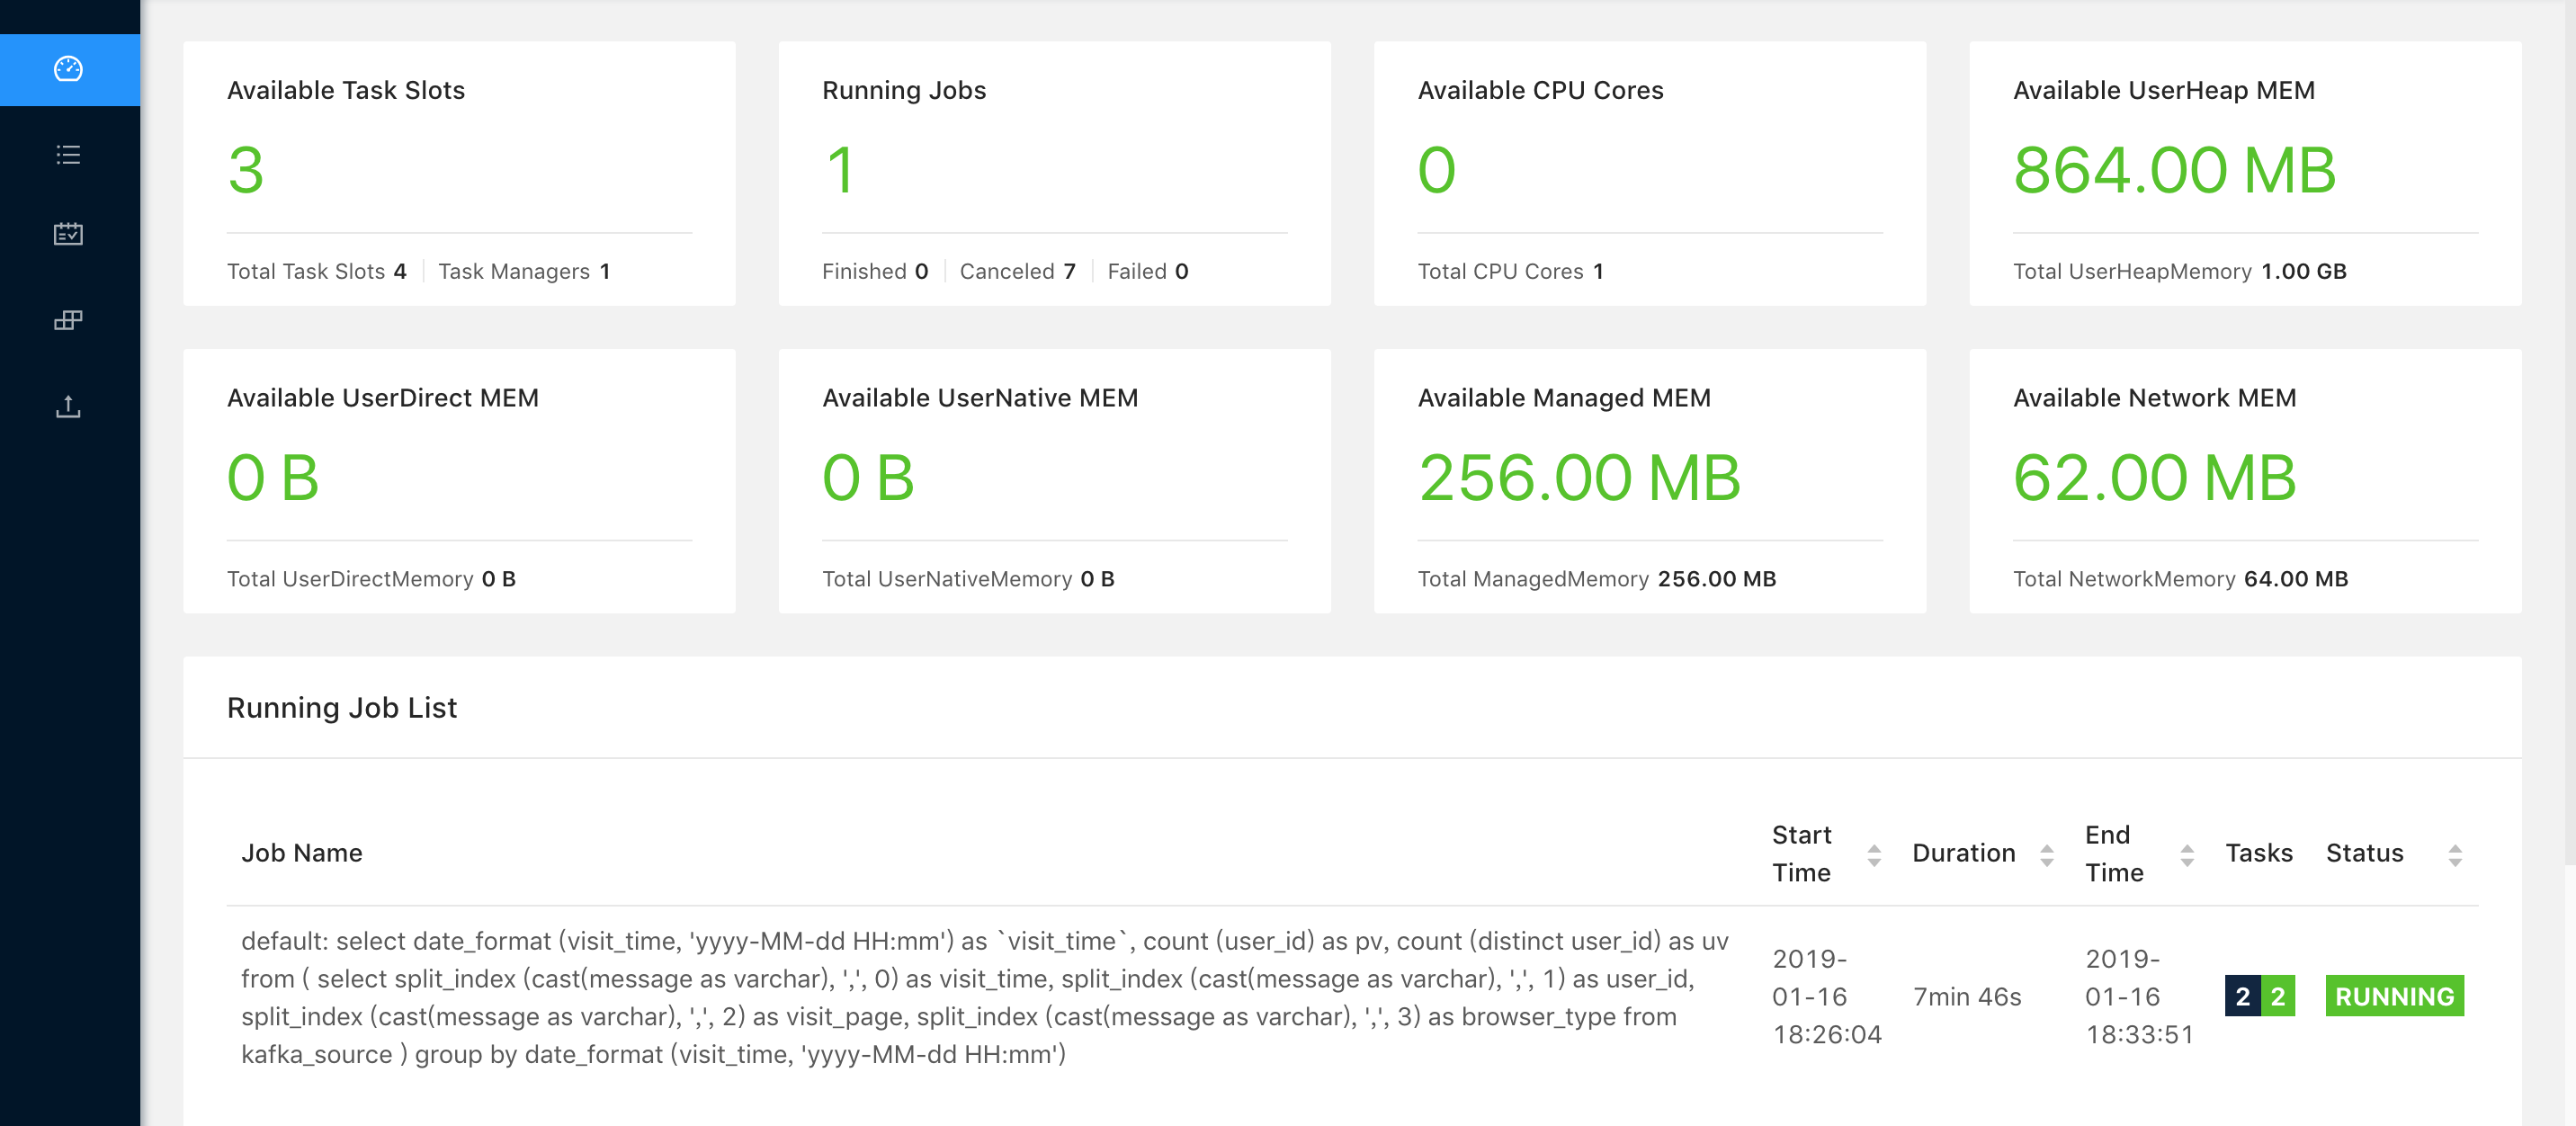 Available Task Slots
3
Total Task Slots 4 Task Managers 1
Running Jobs
1
Finished 0 Canceled 7 Failed 0
Available CPU Cores
0
Total CPU Cores 1
Available UserHeap MEM
864.00 MB
Total UserHeapMemory 1.00 GB
Available UserDirect MEM
0 B
Total UserDirectMemory 0 B
Available UserNative MEM
0 B
Total UserNativeMemory 0 B
Available Managed MEM
256.00 MB
Total ManagedMemory 256.00 MB
Available Network MEM
62.00 MB
Total NetworkMemory 64.00 MB
Running Job List
Job Name
Start
Time
Duration
End
Time
Tasks
Status
default: select date_format (visit_time, 'yyyy-MM-dd HH:mm') as `visit_time`, count (user_id) as pv, count (distinct user_id) as uv
from ( select split_index (cast(message as varchar), ',', 0) as visit_time, split_index (cast(message as varchar), ',', 1) as user_id,
split_index (cast(message as varchar), ',', 2) as visit_page, split_index (cast(message as varchar), ',', 3) as browser_type from
kafka_source ) group by date_format (visit_time, 'yyyy-MM-dd HH:mm')
2019-
01-16
18:26:04
7min 46s
2019-
01-16
18:33:51
2 2
RUNNING